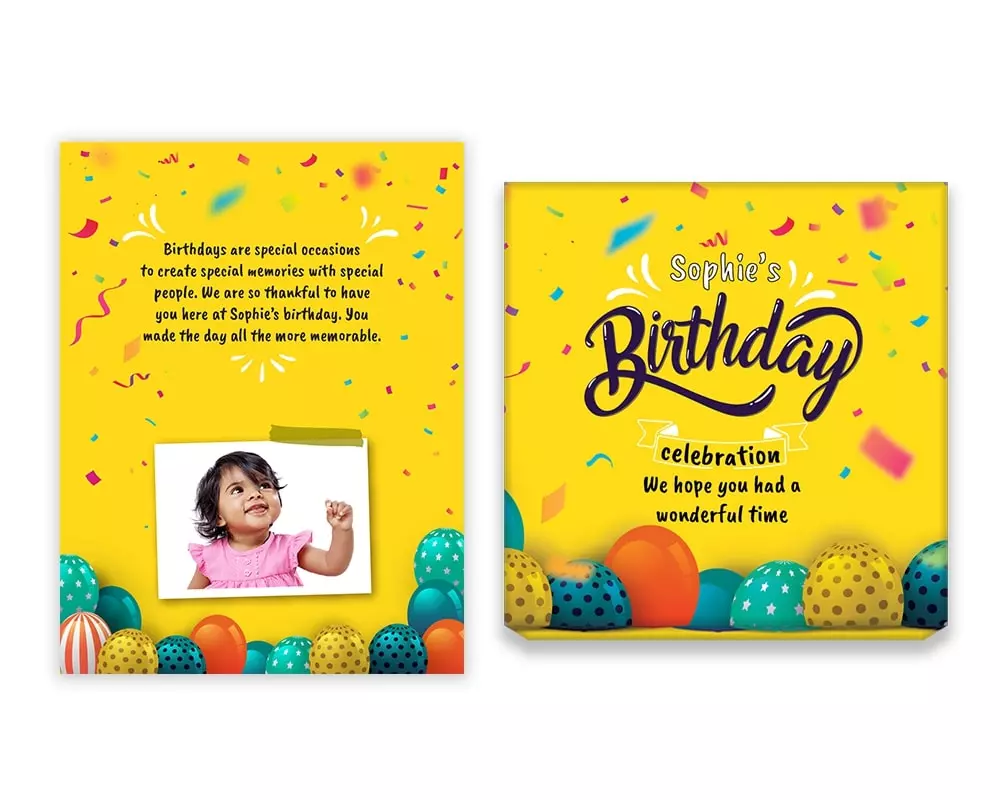 Birthdays are special occasions
to create special memories with special
people. We are so thankful to have
you here at Sophie's birthday. You
made the day all the more memorable.
Sophie's
Birthday
celebration
We hope you had a
wonderful time